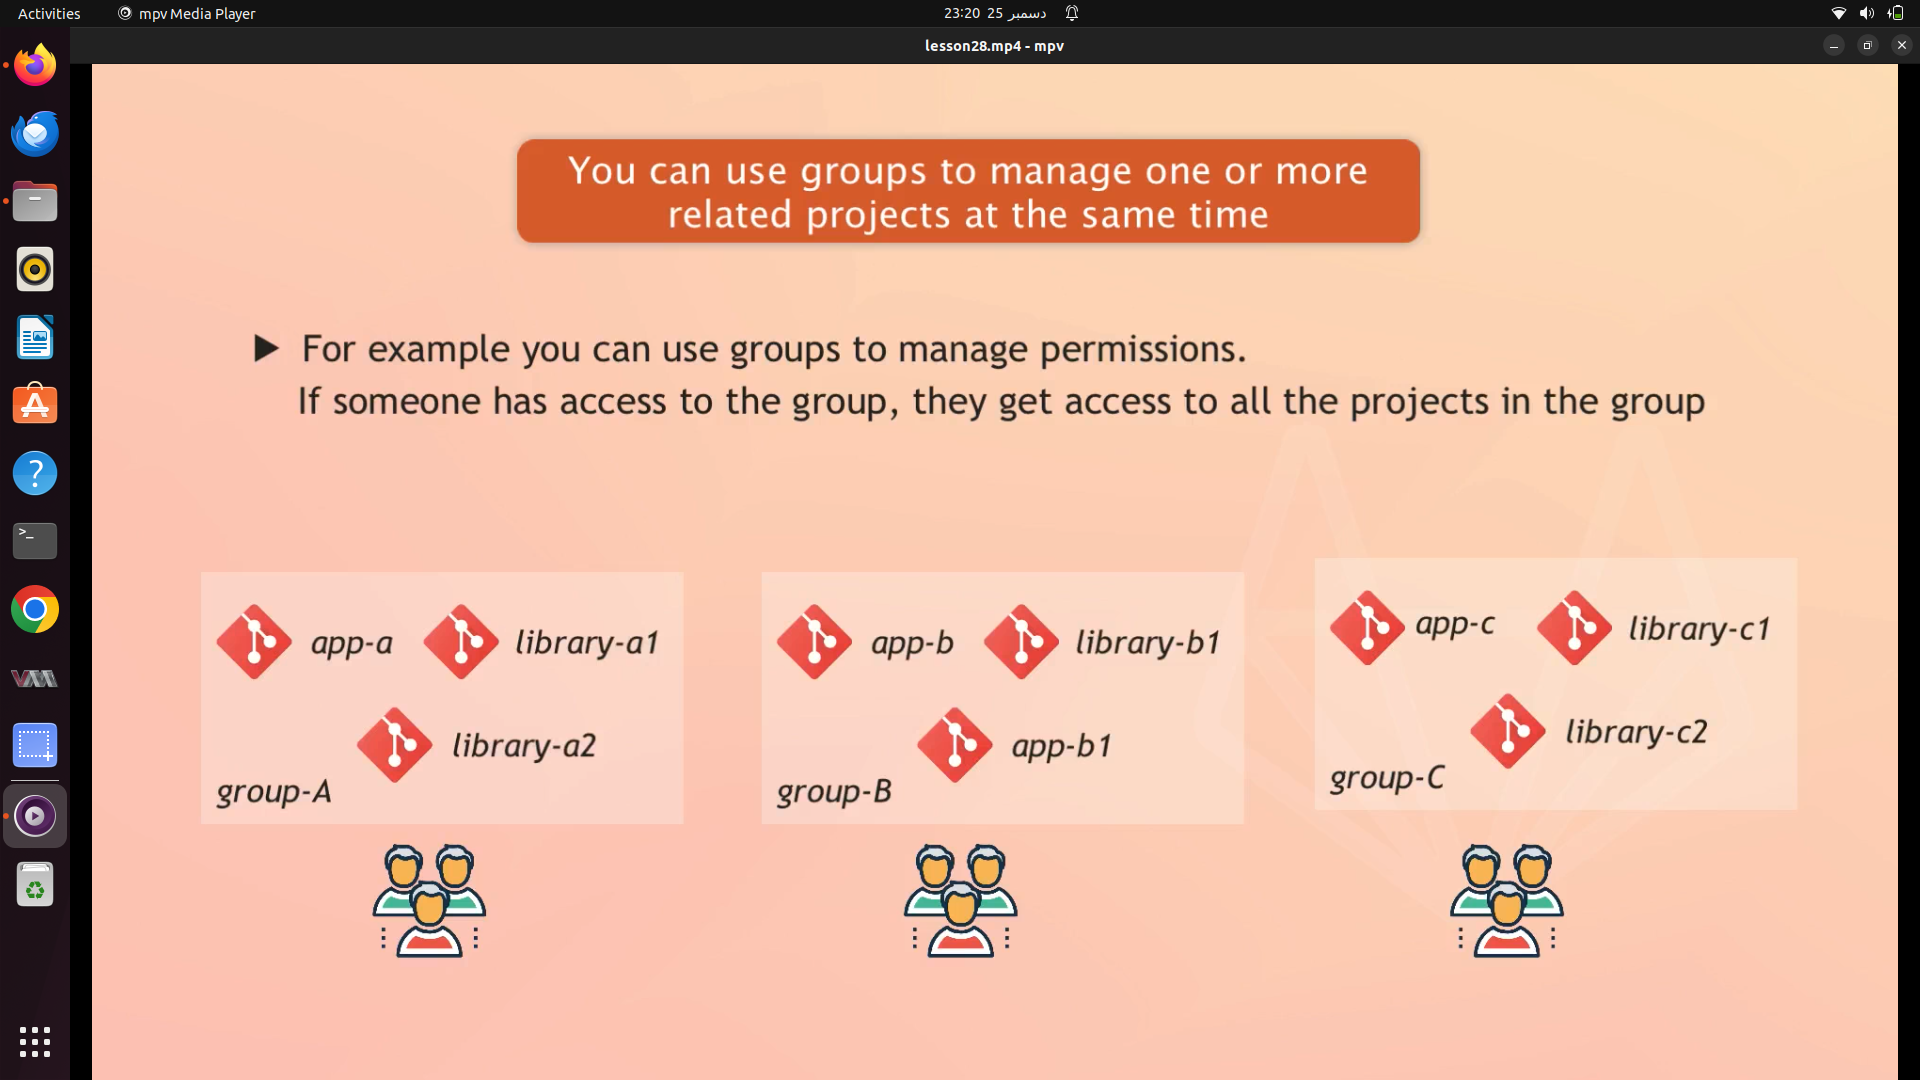 Activities
mpv Media Player
23:20 25 دسمبر
lesson28.mp4 - mpv
You can use groups to manage one or more
related projects at the same time
For example you can use groups to manage permissions.
If someone has access to the group, they get access to all the projects in the group
app-a
library-a1
library-a2
group-A
app-b
library-b1
app-b1
group-B
app-c
library-c1
library-c2
group-C